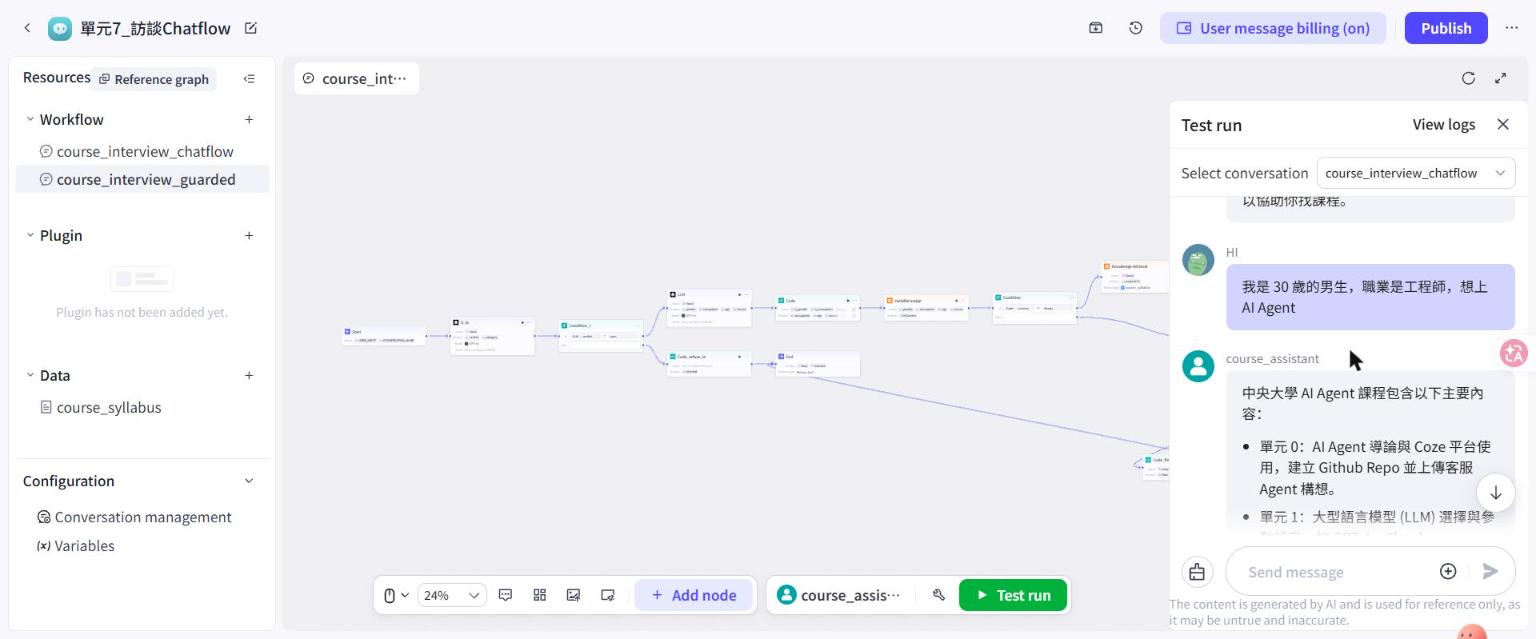 單元7_訪談Chatflow
User message billing (on)
Publish
Resources
Reference graph
Workflow
course_interview_chatflow
course_interview_guarded
Plugin
Plugin has not been added yet.
Data
course_syllabus
Configuration
Conversation management
Variables
course_int···
Start
LLM
Code
Condition
End
24%
Add node
course_assis···
Test run
Test run
View logs
Select conversation
course_interview_chatflow
以協助你找課程。
HI
我是 30 歲的男生，職業是工程師，想上
AI Agent
course_assistant
中央大學 AI Agent 課程包含以下主要內
容：
單元 0：AI Agent 導論與 Coze 平台使
用，建立 Github Repo 並上傳客服
Agent 構想。
單元 1：大型語言模型 (LLM) 選擇與參
Send message
The content is generated by AI and is used for reference only, as
it may be untrue and inaccurate.